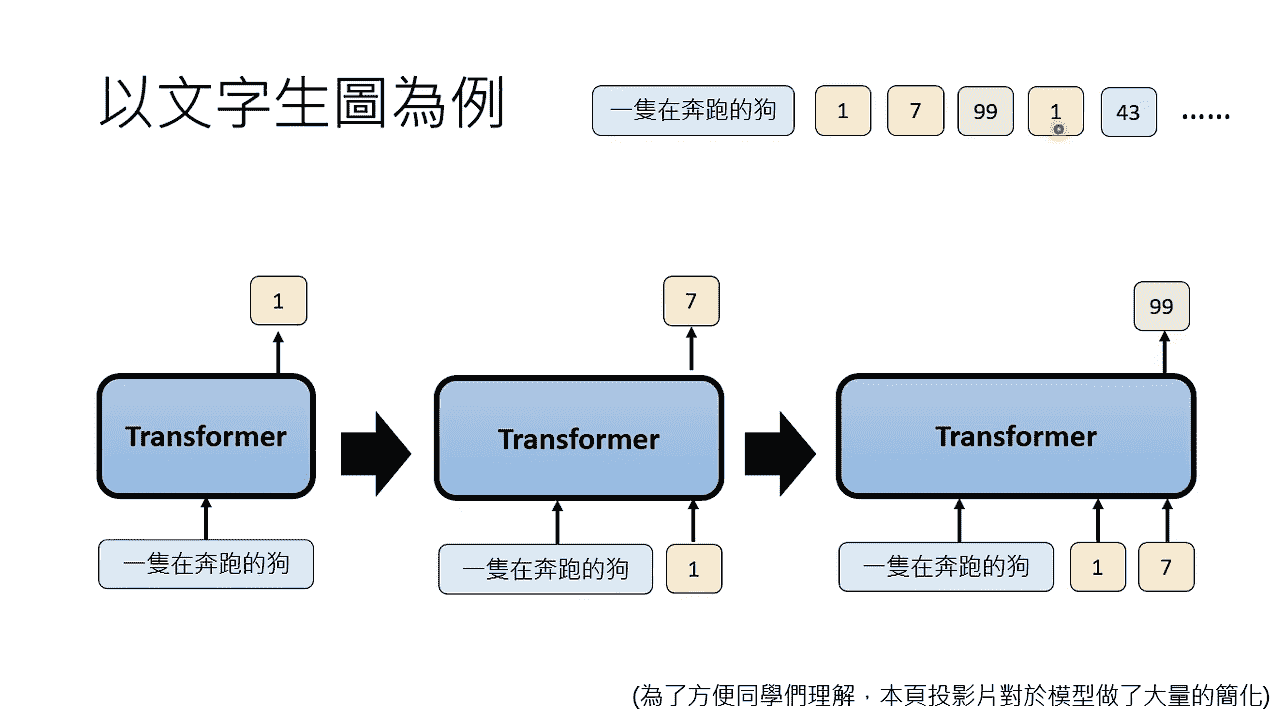 以文字生圖為例
一隻在奔跑的狗 1 7 99 1 43 ......
1 7 99
Transformer Transformer Transformer
一隻在奔跑的狗 一隻在奔跑的狗 1 一隻在奔跑的狗 1 7
(為了方便同學們理解，本頁投影片對於模型做了大量的簡化)